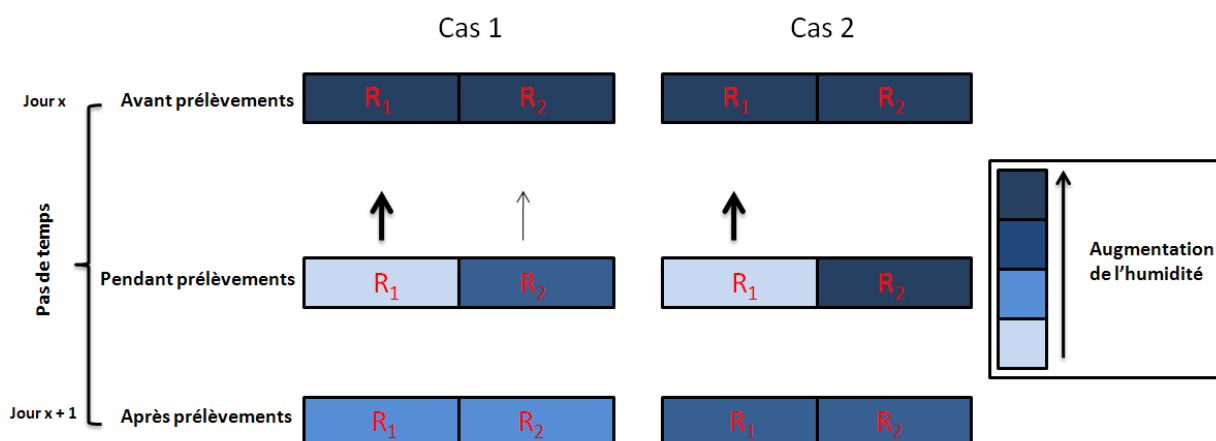 Cas 1
Cas 2
Jour x
Avant prélèvements
R1
R2
R1
R2
Pas de temps
Pendant prélèvements
R1
R2
R1
R2
Augmentation
de l'humidité
Jour x + 1
Après prélèvements
R1
R2
R1
R2